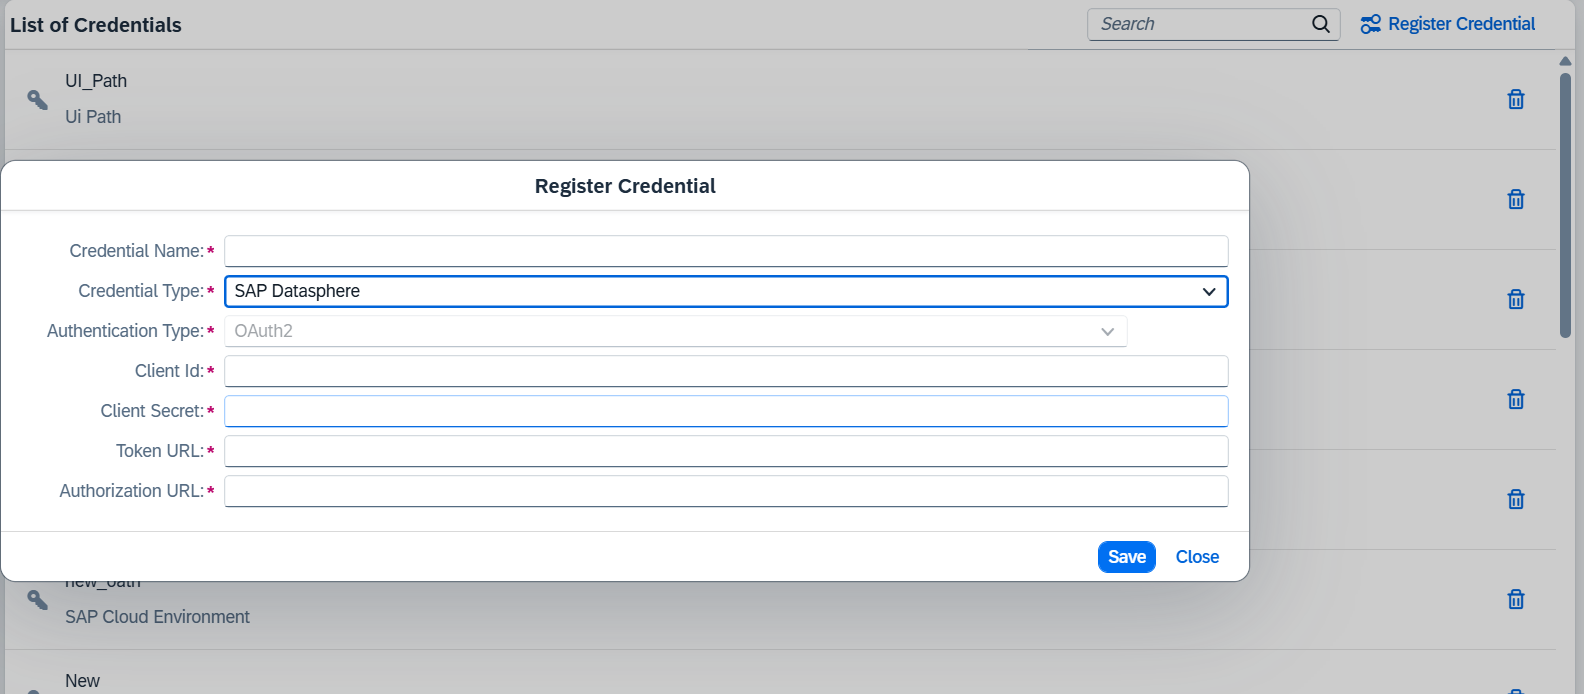 List of Credentials
Search
Register Credential
UI_Path
Ui Path
Register Credential
Credential Name:*
Credential Type:* SAP Datasphere
Authentication Type:* OAuth2
Client Id:*
Client Secret:*
Token URL:*
Authorization URL:*
Save Close
new_oath
SAP Cloud Environment
New